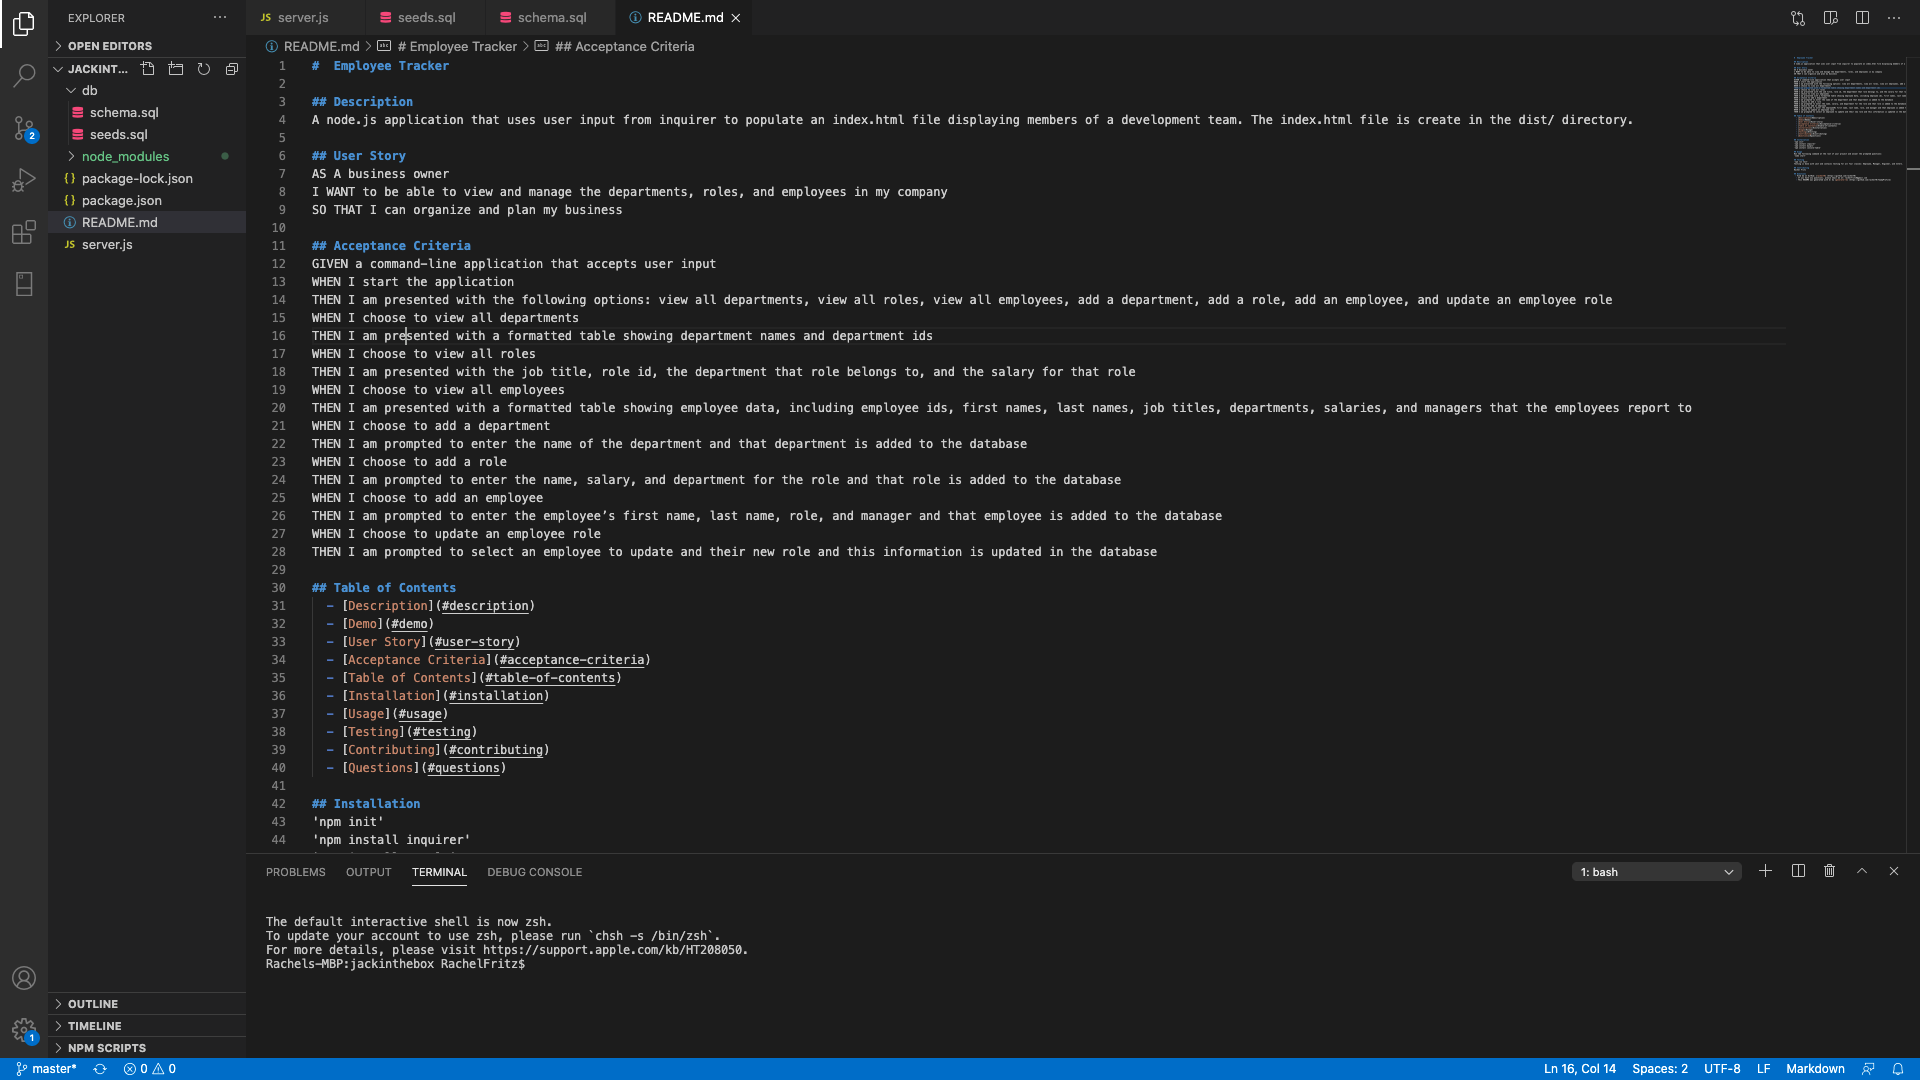 EXPLORER
OPEN EDITORS
JACKINT...
db
schema.sql
seeds.sql
node_modules
package-lock.json
package.json
README.md
server.js
2
OUTLINE
TIMELINE
NPM SCRIPTS
1
JS server.js
seeds.sql
schema.sql
README.md
README.md > # Employee Tracker > ## Acceptance Criteria
1 # Employee Tracker
2
3 ## Description
4 A node.js application that uses user input from inquirer to populate an index.html file displaying members of a development team. The index.html file is create in the dist/ directory.
5
6 ## User Story
7 AS A business owner
8 I WANT to be able to view and manage the departments, roles, and employees in my company
9 SO THAT I can organize and plan my business
10
11 ## Acceptance Criteria
12 GIVEN a command-line application that accepts user input
13 WHEN I start the application
14 THEN I am presented with the following options: view all departments, view all roles, view all employees, add a department, add a role, add an employee, and update an employee role
15 WHEN I choose to view all departments
16 THEN I am presented with a formatted table showing department names and department ids
17 WHEN I choose to view all roles
18 THEN I am presented with the job title, role id, the department that role belongs to, and the salary for that role
19 WHEN I choose to view all employees
20 THEN I am presented with a formatted table showing employee data, including employee ids, first names, last names, job titles, departments, salaries, and managers that the employees report to
21 WHEN I choose to add a department
22 THEN I am prompted to enter the name of the department and that department is added to the database
23 WHEN I choose to add a role
24 THEN I am prompted to enter the name, salary, and department for the role and that role is added to the database
25 WHEN I choose to add an employee
26 THEN I am prompted to enter the employee’s first name, last name, role, and manager and that employee is added to the database
27 WHEN I choose to update an employee role
28 THEN I am prompted to select an employee to update and their new role and this information is updated in the database
29
30 ## Table of Contents
31 - [Description](#description)
32 - [Demo](#demo)
33 - [User Story](#user-story)
34 - [Acceptance Criteria](#acceptance-criteria)
35 - [Table of Contents](#table-of-contents)
36 - [Installation](#installation)
37 - [Usage](#usage)
38 - [Testing](#testing)
39 - [Contributing](#contributing)
40 - [Questions](#questions)
41
42 ## Installation
43 'npm init'
44 'npm install inquirer'
PROBLEMS OUTPUT TERMINAL DEBUG CONSOLE
1: bash
The default interactive shell is now zsh.
To update your account to use zsh, please run `chsh -s /bin/zsh`.
For more details, please visit https://support.apple.com/kb/HT208050.
Rachels-MBP:jackinthebox RachelFritz$
master* 0 0
Ln 16, Col 14 Spaces: 2 UTF-8 LF Markdown